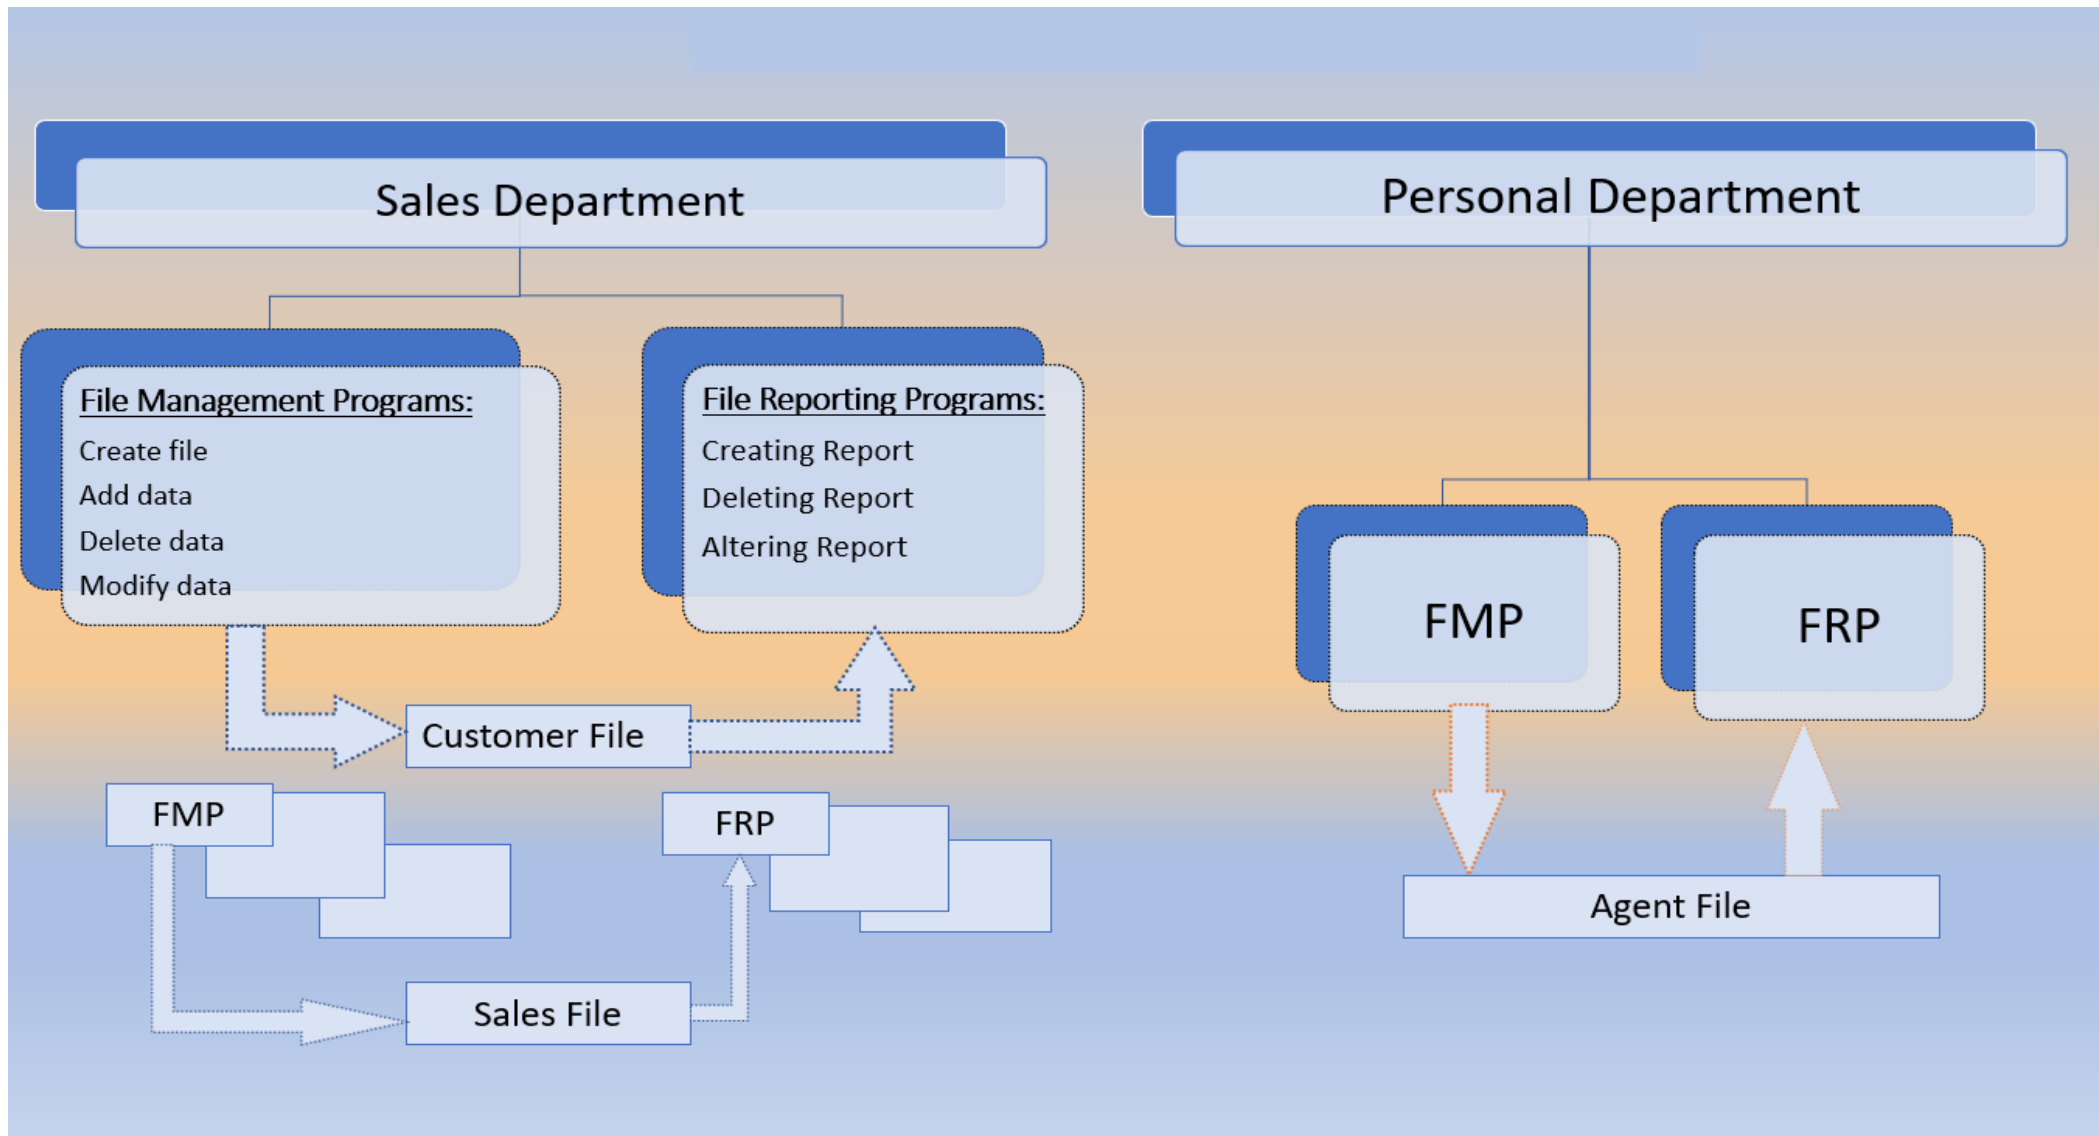 Sales Department
File Management Programs:
Create file
Add data
Delete data
Modify data
File Reporting Programs:
Creating Report
Deleting Report
Altering Report
Customer File
FMP
FRP
Sales File
Personal Department
FMP
FRP
Agent File